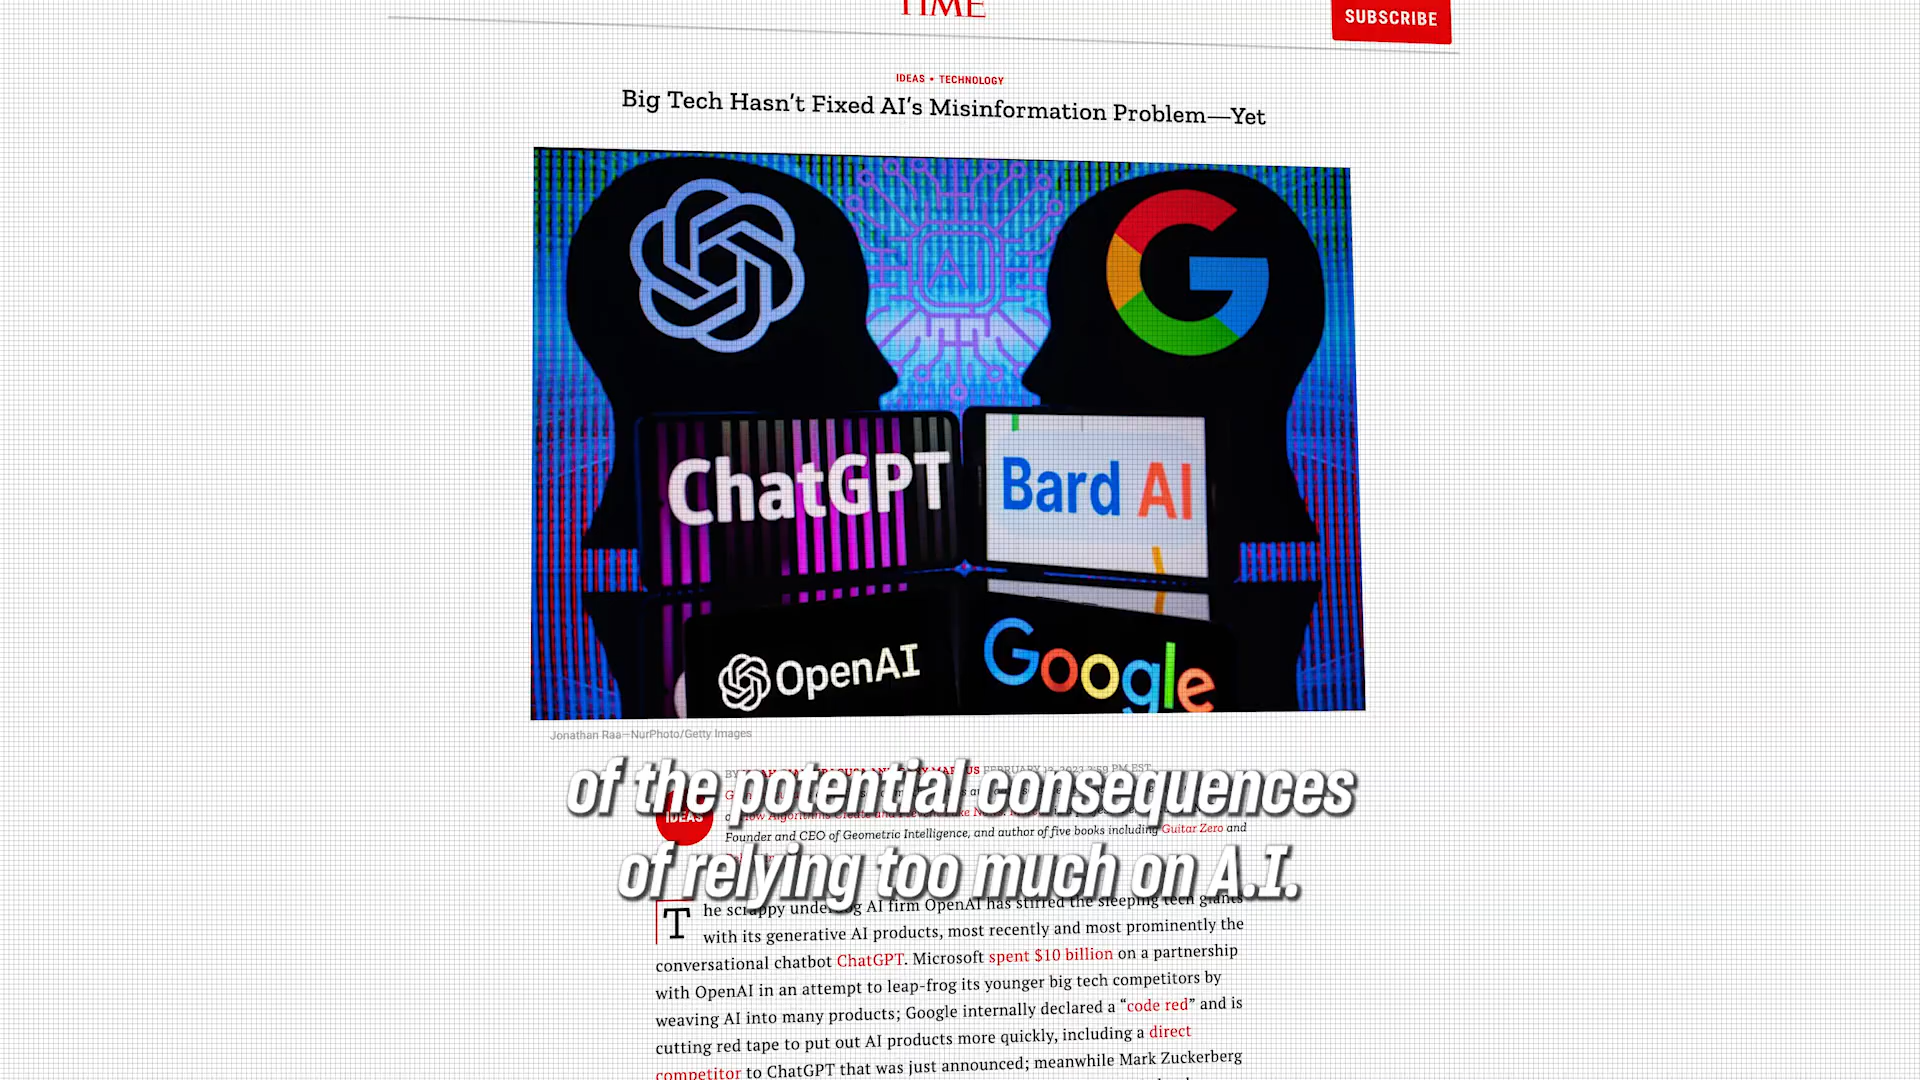 TIME
SUBSCRIBE
IDEAS • TECHNOLOGY
Big Tech Hasn't Fixed AI's Misinformation Problem—Yet
AI
ChatGPT
Bard AI
OpenAI
Google
Jonathan Raa—NurPhoto/Getty Images
of the potential consequences
IDEAS
Founder and CEO of Geometric Intelligence, and author of five books including Guitar Zero and
of relying too much on A.I.
The scrappy underdog AI firm OpenAI has stirred the sleeping tech giants
with its generative AI products, most recently and most prominently the
conversational chatbot ChatGPT. Microsoft spent $10 billion on a partnership
with OpenAI in an attempt to leap-frog its younger big tech competitors by
weaving AI into many products; Google internally declared a “code red” and is
cutting red tape to put out AI products more quickly, including a direct
competitor to ChatGPT that was just announced; meanwhile Mark Zuckerberg